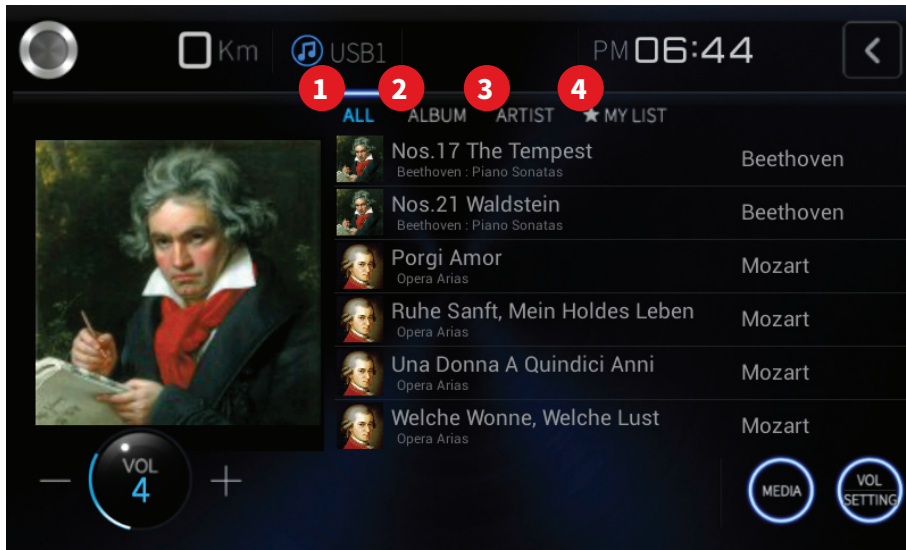 0 Km USB1 PM 06:44
1 2 3 4
ALL ALBUM ARTIST ★ MY LIST
Nos.17 The Tempest Beethoven
Beethoven : Piano Sonatas
Nos.21 Waldstein Beethoven
Beethoven : Piano Sonatas
Porgi Amor Mozart
Opera Arias
Ruhe Sanft, Mein Holdes Leben Mozart
Opera Arias
Una Donna A Quindici Anni Mozart
Opera Arias
Welche Wonne, Welche Lust Mozart
Opera Arias
− VOL +
4
MEDIA
VOL
SETTING